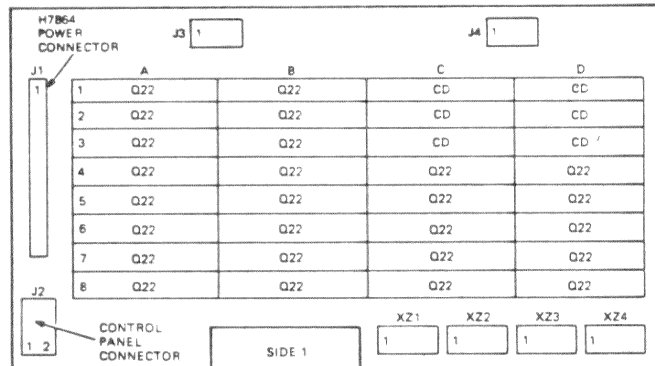 H7864
POWER
CONNECTOR
J3 1
J4 1
J1
1
A B C D
1 Q22 Q22 CD CD
2 Q22 Q22 CD CD
3 Q22 Q22 CD CD
4 Q22 Q22 Q22 Q22
5 Q22 Q22 Q22 Q22
6 Q22 Q22 Q22 Q22
7 Q22 Q22 Q22 Q22
8 Q22 Q22 Q22 Q22
J2
1 2
CONTROL
PANEL
CONNECTOR
SIDE 1
XZ1 XZ2 XZ3 XZ4
1 1 1 1